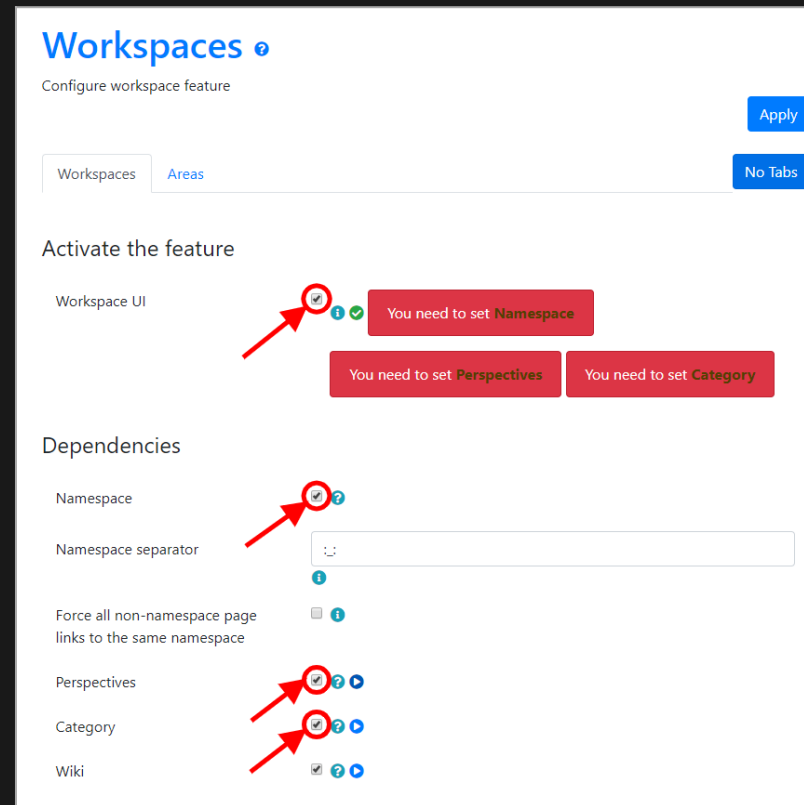 Workspaces
Configure workspace feature
Apply
Workspaces Areas
No Tabs
Activate the feature
Workspace UI
You need to set Namespace
You need to set Perspectives
You need to set Category
Dependencies
Namespace
Namespace separator
:_:
Force all non-namespace page
links to the same namespace
Perspectives
Category
Wiki